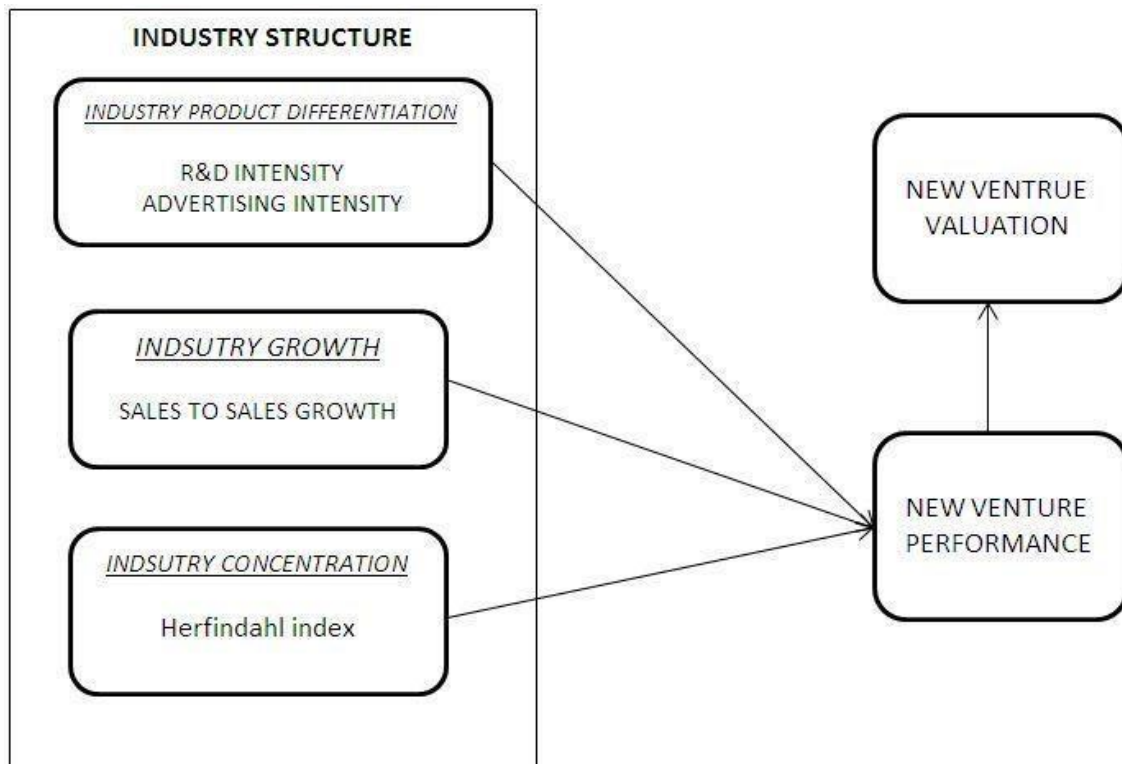 INDUSTRY STRUCTURE
INDUSTRY PRODUCT DIFFERENTIATION
R&D INTENSITY
ADVERTISING INTENSITY
INDSUTRY GROWTH
SALES TO SALES GROWTH
INDSUTRY CONCENTRATION
Herfindahl index
NEW VENTRUE
VALUATION
NEW VENTURE
PERFORMANCE